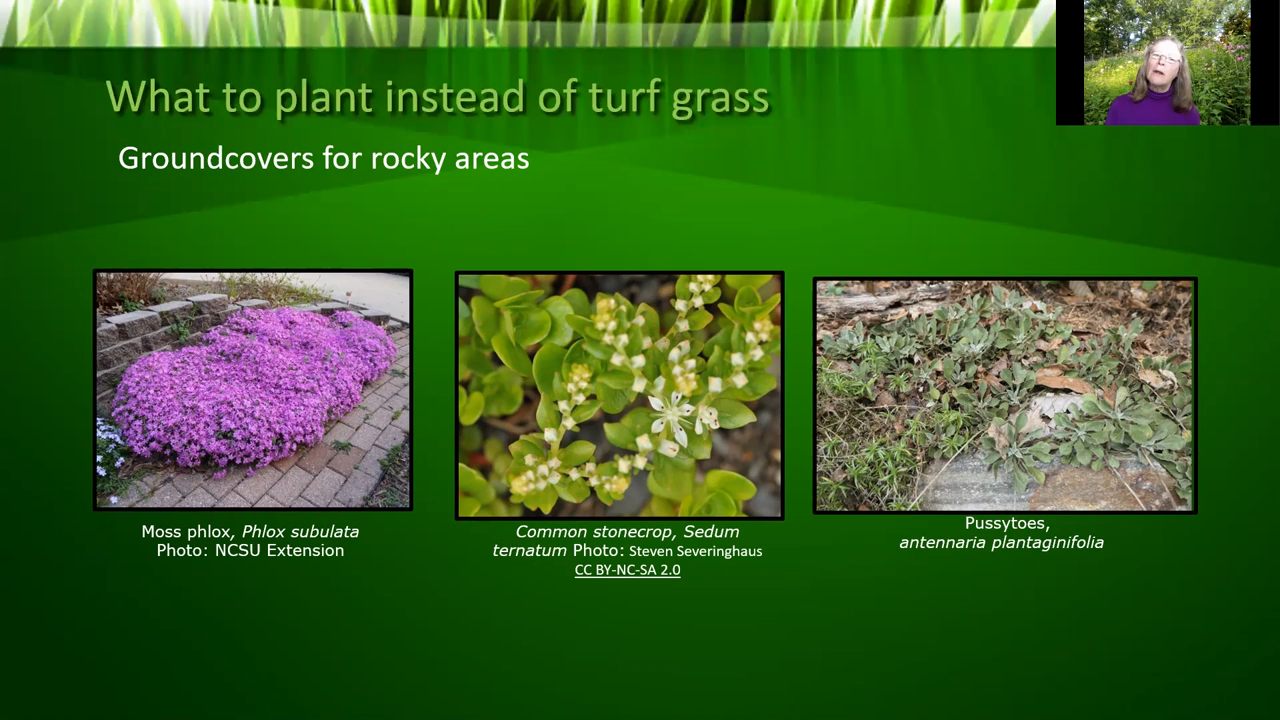 What to plant instead of turf grass
Groundcovers for rocky areas
Moss phlox, Phlox subulata
Photo: NCSU Extension
Common stonecrop, Sedum
ternatum Photo: Steven Severinghaus
CC BY-NC-SA 2.0
Pussytoes,
antennaria plantaginifolia